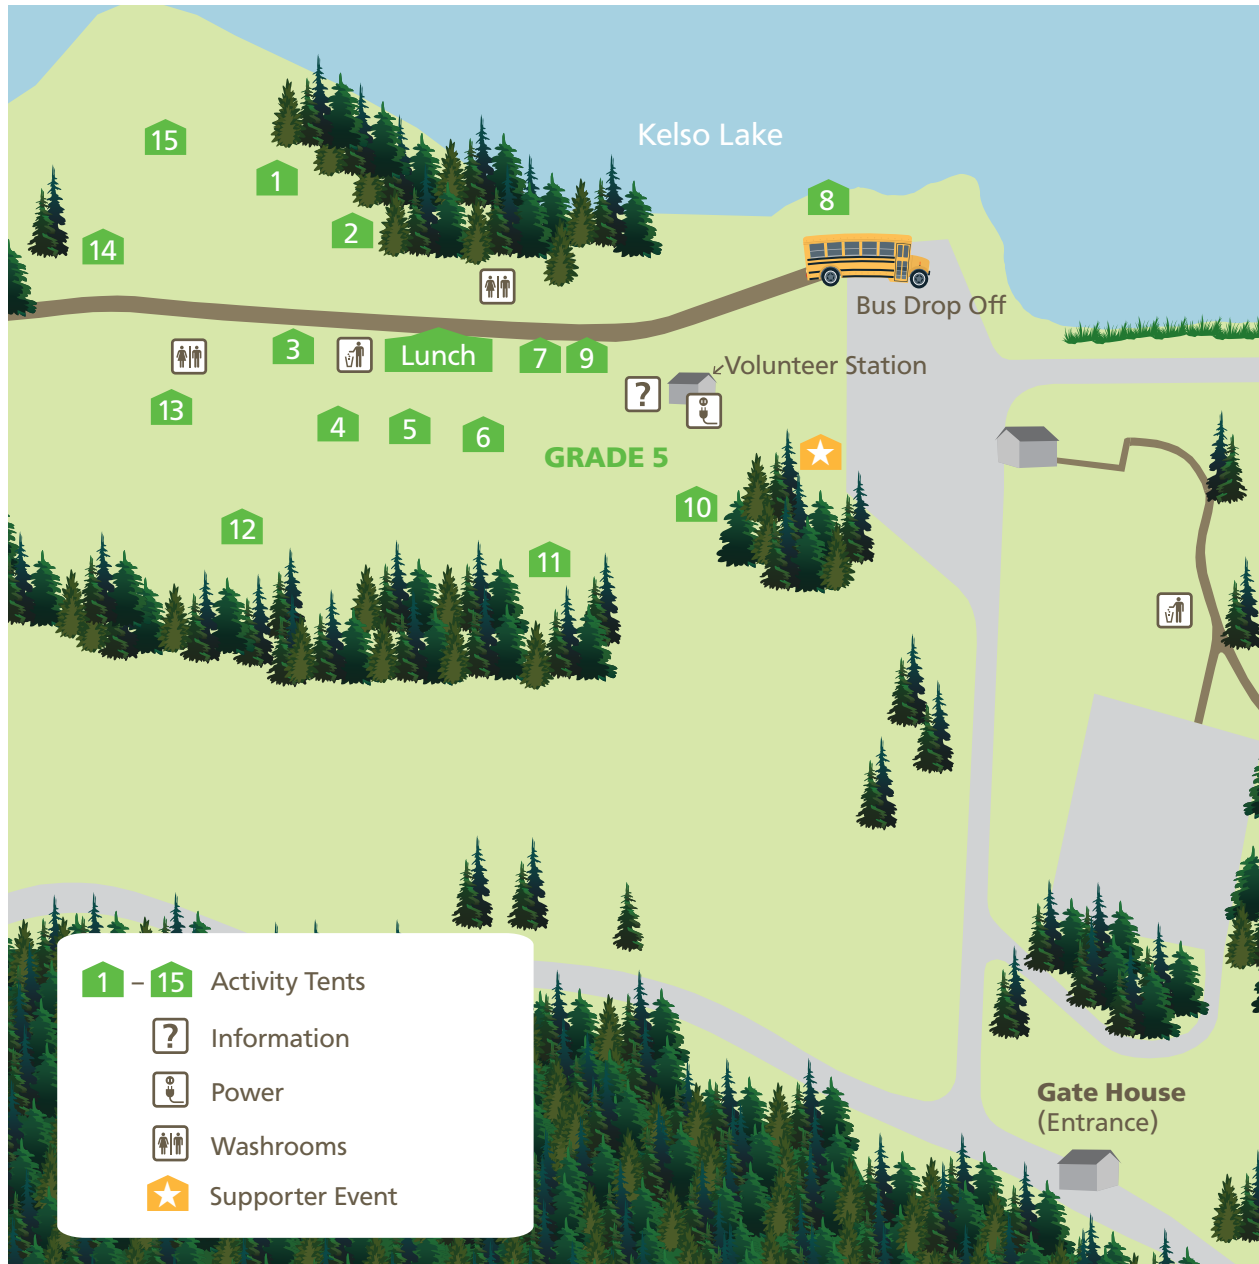 Kelso Lake
15
1
8
2
14
Bus Drop Off
3
Lunch
7
9
Volunteer Station
?
13
4
5
6
GRADE 5
10
12
11
1 – 15 Activity Tents
? Information
Power
Washrooms
Supporter Event
Gate House
(Entrance)